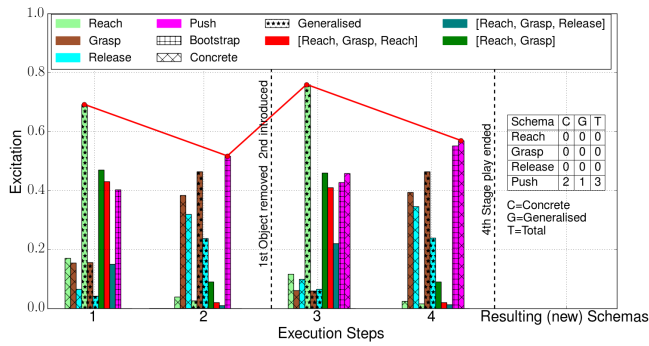 1.0
0.8
0.6
0.4
0.2
0.0
Excitation
Reach
Grasp
Release
Push
Bootstrap
Concrete
Generalised
[Reach, Grasp, Reach]
[Reach, Grasp, Release]
[Reach, Grasp]
1st Object removed 2nd introduced
4th Stage play ended
Schema C G T
Reach 0 0 0
Grasp 0 0 0
Release 0 0 0
Push 2 1 3
C=Concrete
G=Generalised
T=Total
1 2 3 4 Resulting (new) Schemas
Execution Steps